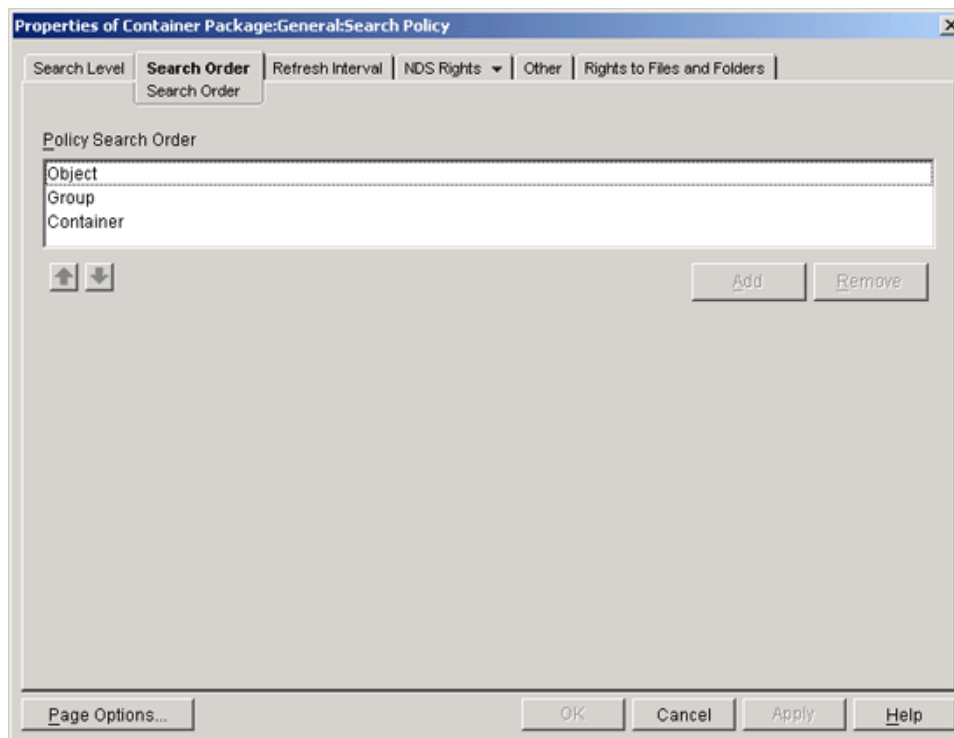 Properties of Container Package:General:Search Policy
Search Level Search Order Refresh Interval NDS Rights Other Rights to Files and Folders
Search Order
Policy Search Order
Object
Group
Container
Add Remove
Page Options... OK Cancel Apply Help